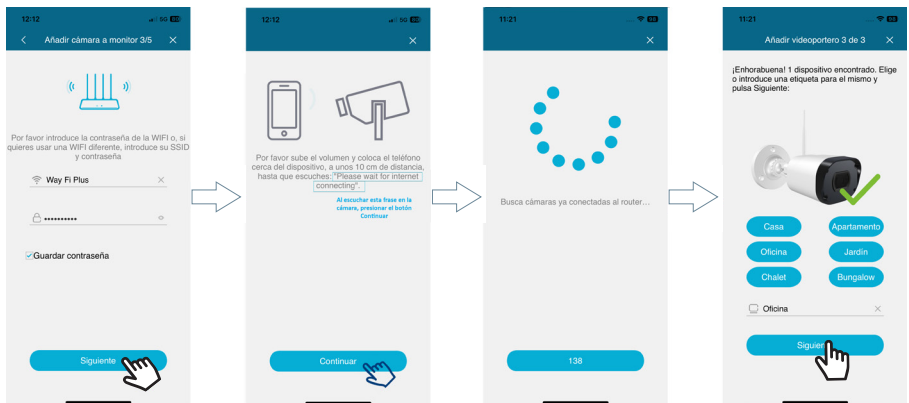 12:12
5G
Añadir cámara a monitor 3/5
Por favor introduce la contraseña de la WIFI o, si
quieres usar una WIFI diferente, introduce su SSID
y contraseña
Way Fi Plus
••••••••••
Guardar contraseña
Siguiente
12:12
5G
Por favor sube el volumen y coloca el teléfono
cerca del dispositivo, a unos 10 cm de distancia,
hasta que escuches: "Please wait for internet
connecting".
Al escuchar esta frase en la
cámara, presionar el botón
Continuar
Continuar
11:21
Busca cámaras ya conectadas al router...
138
11:21
Añadir videoportero 3 de 3
¡Enhorabuena! 1 dispositivo encontrado. Elige
o introduce una etiqueta para el mismo y
pulsa Siguiente:
Casa
Apartamento
Oficina
Jardín
Chalet
Bungalow
Oficina